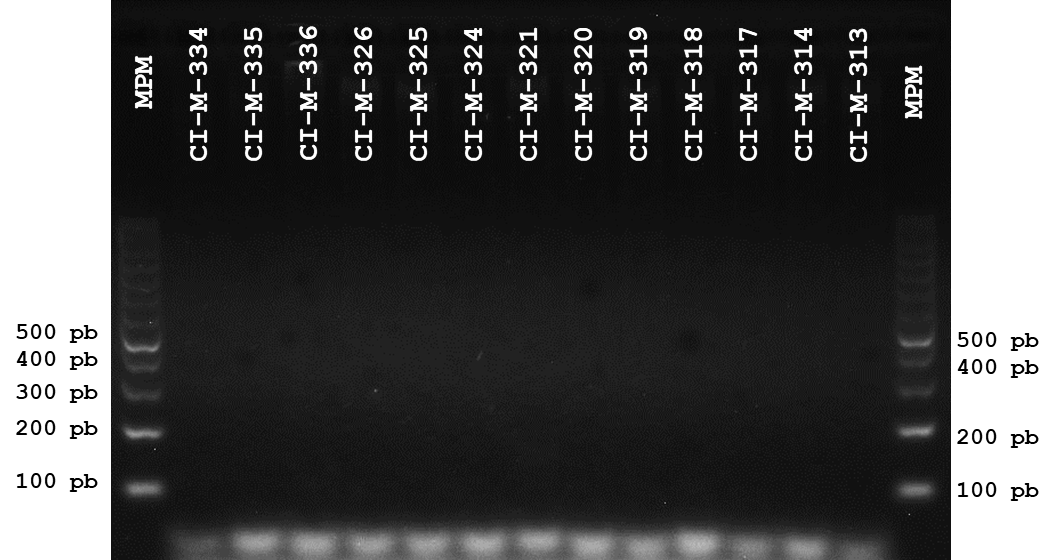 MPM
CI-M-334
CI-M-335
CI-M-336
CI-M-326
CI-M-325
CI-M-324
CI-M-321
CI-M-320
CI-M-319
CI-M-318
CI-M-317
CI-M-314
CI-M-313
MPM
500 pb
400 pb
300 pb
200 pb
100 pb
500 pb
400 pb
200 pb
100 pb